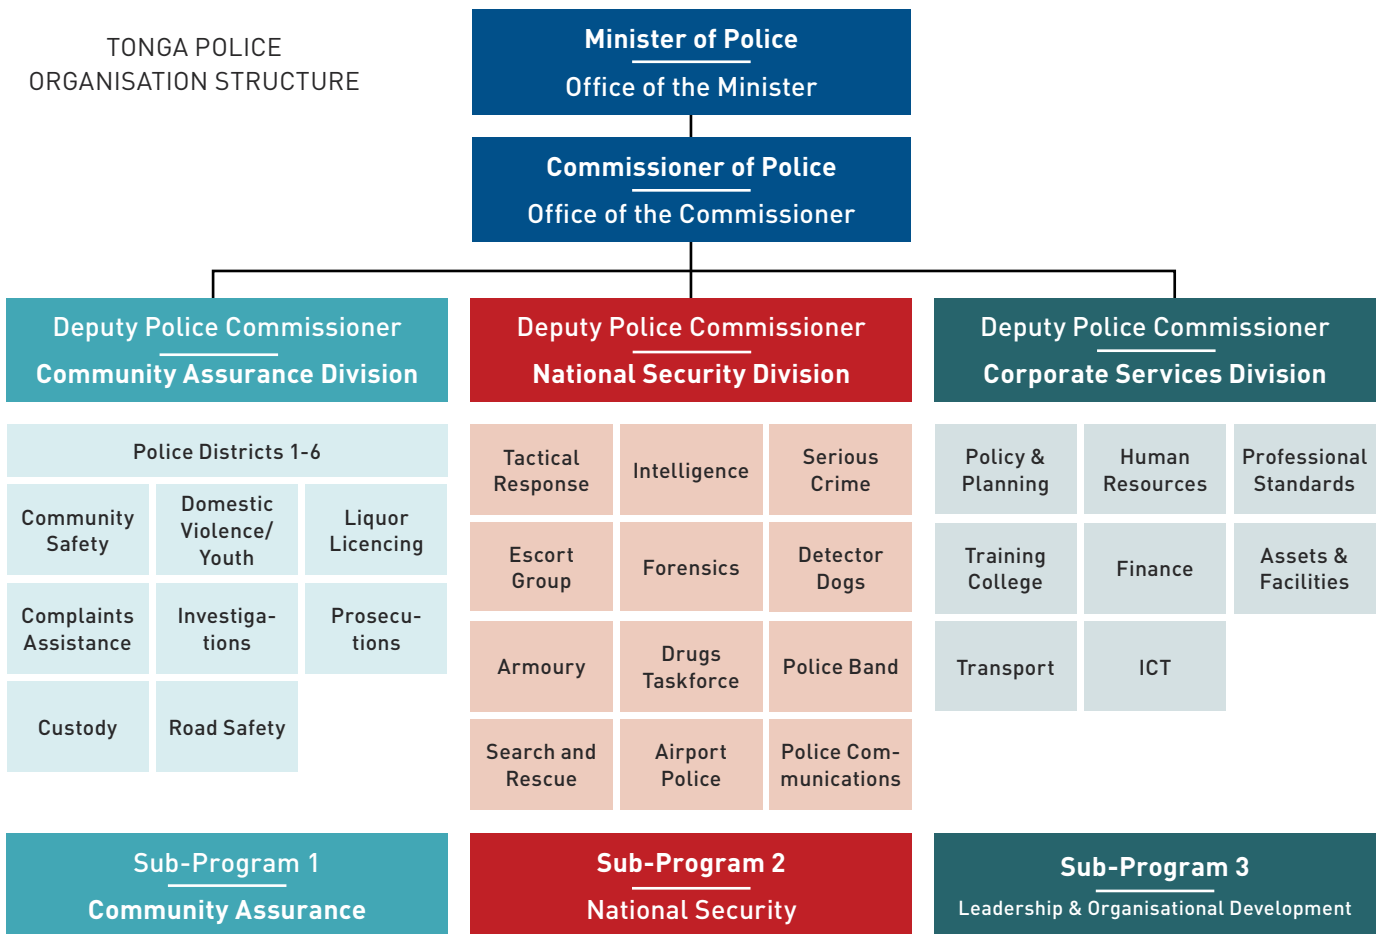 TONGA POLICE
ORGANISATION STRUCTURE
Minister of Police
Office of the Minister
Commissioner of Police
Office of the Commissioner
Deputy Police Commissioner
Community Assurance Division
Deputy Police Commissioner
National Security Division
Deputy Police Commissioner
Corporate Services Division
Police Districts 1-6
Community
Safety
Domestic
Violence/
Youth
Liquor
Licencing
Complaints
Assistance
Investiga-
tions
Prosecu-
tions
Custody
Road Safety
Tactical
Response
Intelligence
Serious
Crime
Escort
Group
Forensics
Detector
Dogs
Armoury
Drugs
Taskforce
Police Band
Search and
Rescue
Airport
Police
Police Com-
munications
Policy &
Planning
Human
Resources
Professional
Standards
Training
College
Finance
Assets &
Facilities
Transport
ICT
Sub-Program 1
Community Assurance
Sub-Program 2
National Security
Sub-Program 3
Leadership & Organisational Development